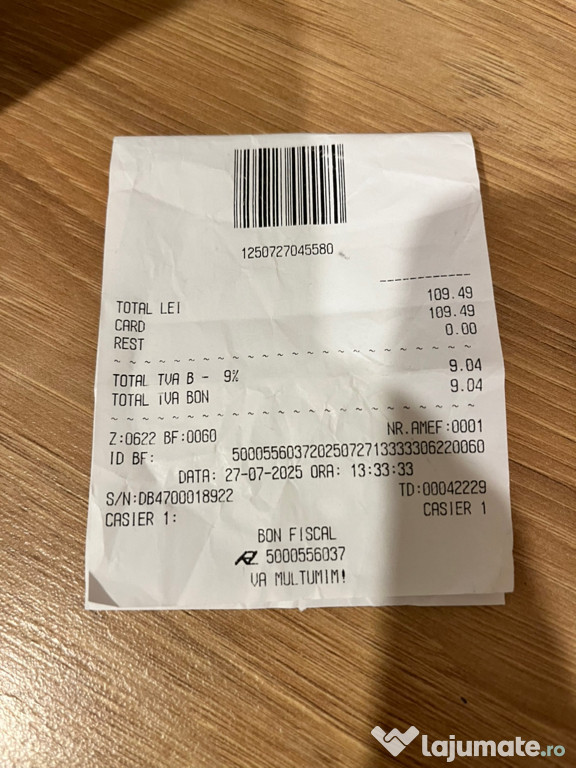 1250727045580
------------
TOTAL LEI 109.49
CARD 109.49
REST 0.00
~ ~ ~ ~ ~ ~ ~ ~ ~ ~ ~ ~ ~ ~ ~ ~ ~ ~ ~ ~ ~
TOTAL TVA B - 9% 9.04
TOTAL TVA BON 9.04
~ ~ ~ ~ ~ ~ ~ ~ ~ ~ ~ ~ ~ ~ ~ ~ ~ ~ ~ ~ ~
Z:0622 BF:0060 NR.AMEF:0001
ID BF: 50005560372025072713333306220060
DATA: 27-07-2025 ORA: 13:33:33
S/N:DB4700018922 TD:00042229
CASIER 1: CASIER 1
BON FISCAL
5000556037
VA MULTUMIM!
lajumate.ro